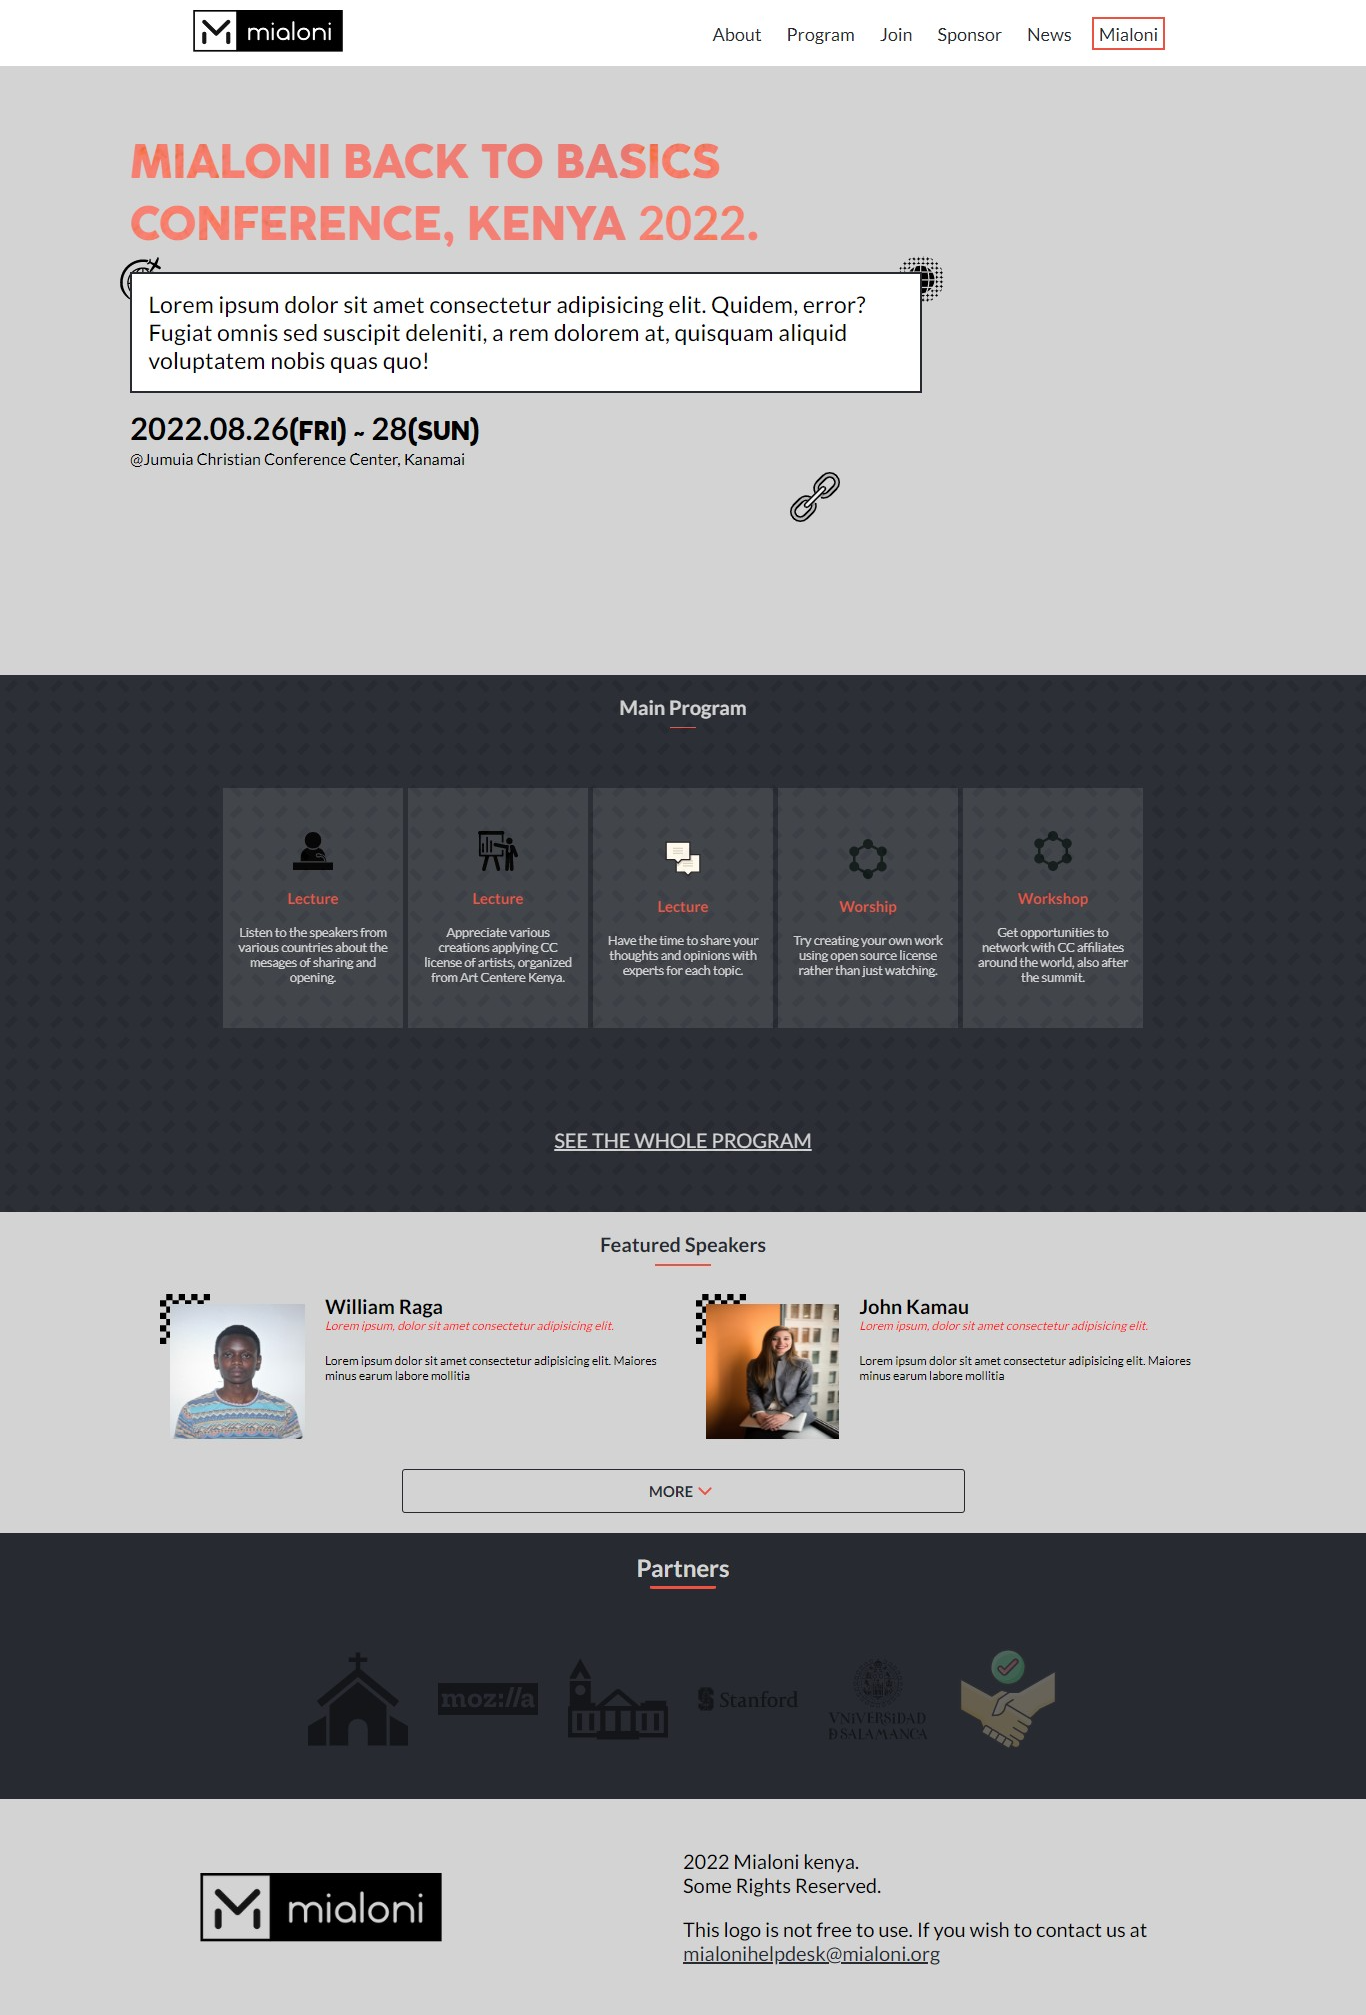 mialoni
About Program Join Sponsor News Mialoni
MIALONI BACK TO BASICS
CONFERENCE, KENYA 2022.
Lorem ipsum dolor sit amet consectetur adipisicing elit. Quidem, error?
Fugiat omnis sed suscipit deleniti, a rem dolorem at, quisquam aliquid
voluptatem nobis quas quo!
2022.08.26(FRI) ~ 28(SUN)
@Jumuia Christian Conference Center, Kanamai
Main Program
Lecture
Listen to the speakers from
various countries about the
mesages of sharing and
opening.
Lecture
Appreciate various
creations applying CC
license of artists, organized
from Art Centere Kenya.
Lecture
Have the time to share your
thoughts and opinions with
experts for each topic.
Worship
Try creating your own work
using open source license
rather than just watching.
Workshop
Get opportunities to
network with CC affiliates
around the world, also after
the summit.
SEE THE WHOLE PROGRAM
Featured Speakers
William Raga
Lorem ipsum, dolor sit amet consectetur adipisicing elit.
Lorem ipsum dolor sit amet consectetur adipisicing elit. Maiores
minus earum labore mollitia
John Kamau
Lorem ipsum, dolor sit amet consectetur adipisicing elit.
Lorem ipsum dolor sit amet consectetur adipisicing elit. Maiores
minus earum labore mollitia
MORE
Partners
moz://a
Stanford
VNIVERSIDAD
Ð SALAMANCA
mialoni
2022 Mialoni kenya.
Some Rights Reserved.
This logo is not free to use. If you wish to contact us at
mialonihelpdesk@mialoni.org